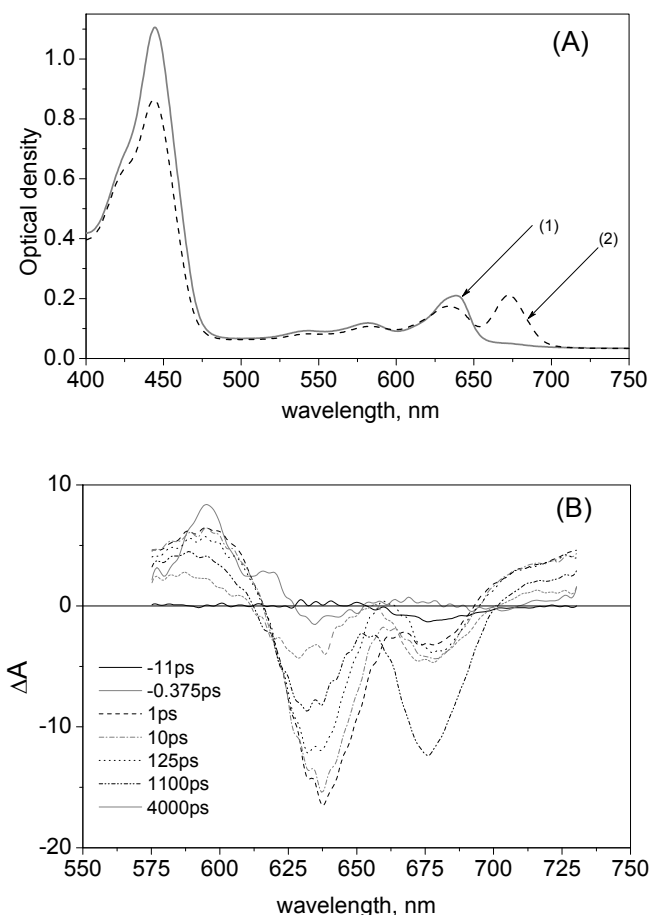 (A)
1.0
0.8
0.6
0.4
0.2
0.0
Optical density
(1)
(2)
400 450 500 550 600 650 700 750
wavelength, nm
(B)
10
0
-10
-20
ΔA
-11ps
-0.375ps
1ps
10ps
125ps
1100ps
4000ps
550 575 600 625 650 675 700 725 750
wavelength, nm